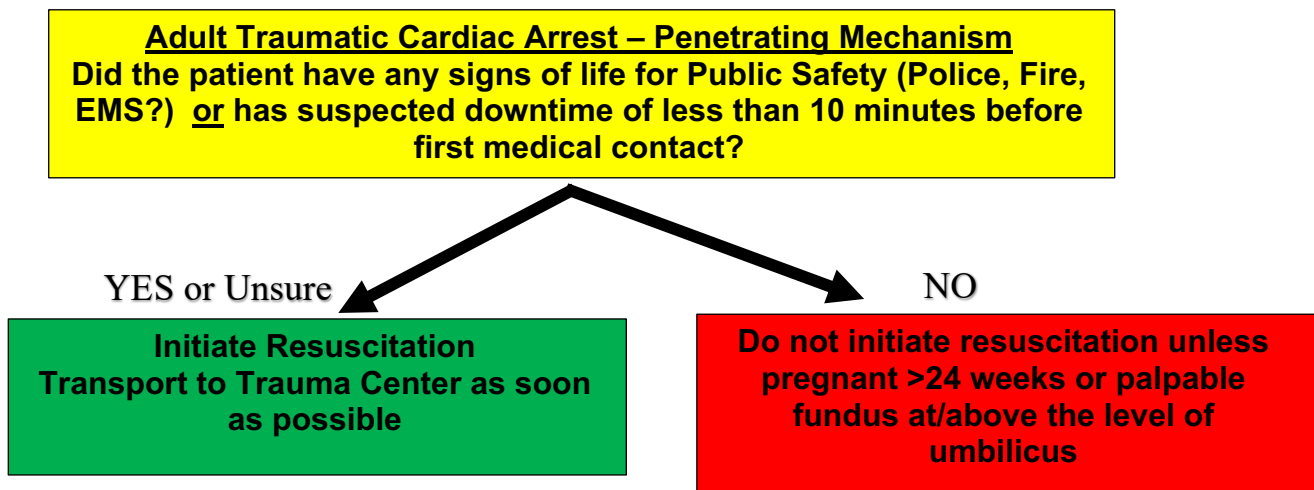 Adult Traumatic Cardiac Arrest – Penetrating Mechanism
Did the patient have any signs of life for Public Safety (Police, Fire,
EMS?) or has suspected downtime of less than 10 minutes before
first medical contact?
YES or Unsure
NO
Initiate Resuscitation
Transport to Trauma Center as soon
as possible
Do not initiate resuscitation unless
pregnant >24 weeks or palpable
fundus at/above the level of
umbilicus